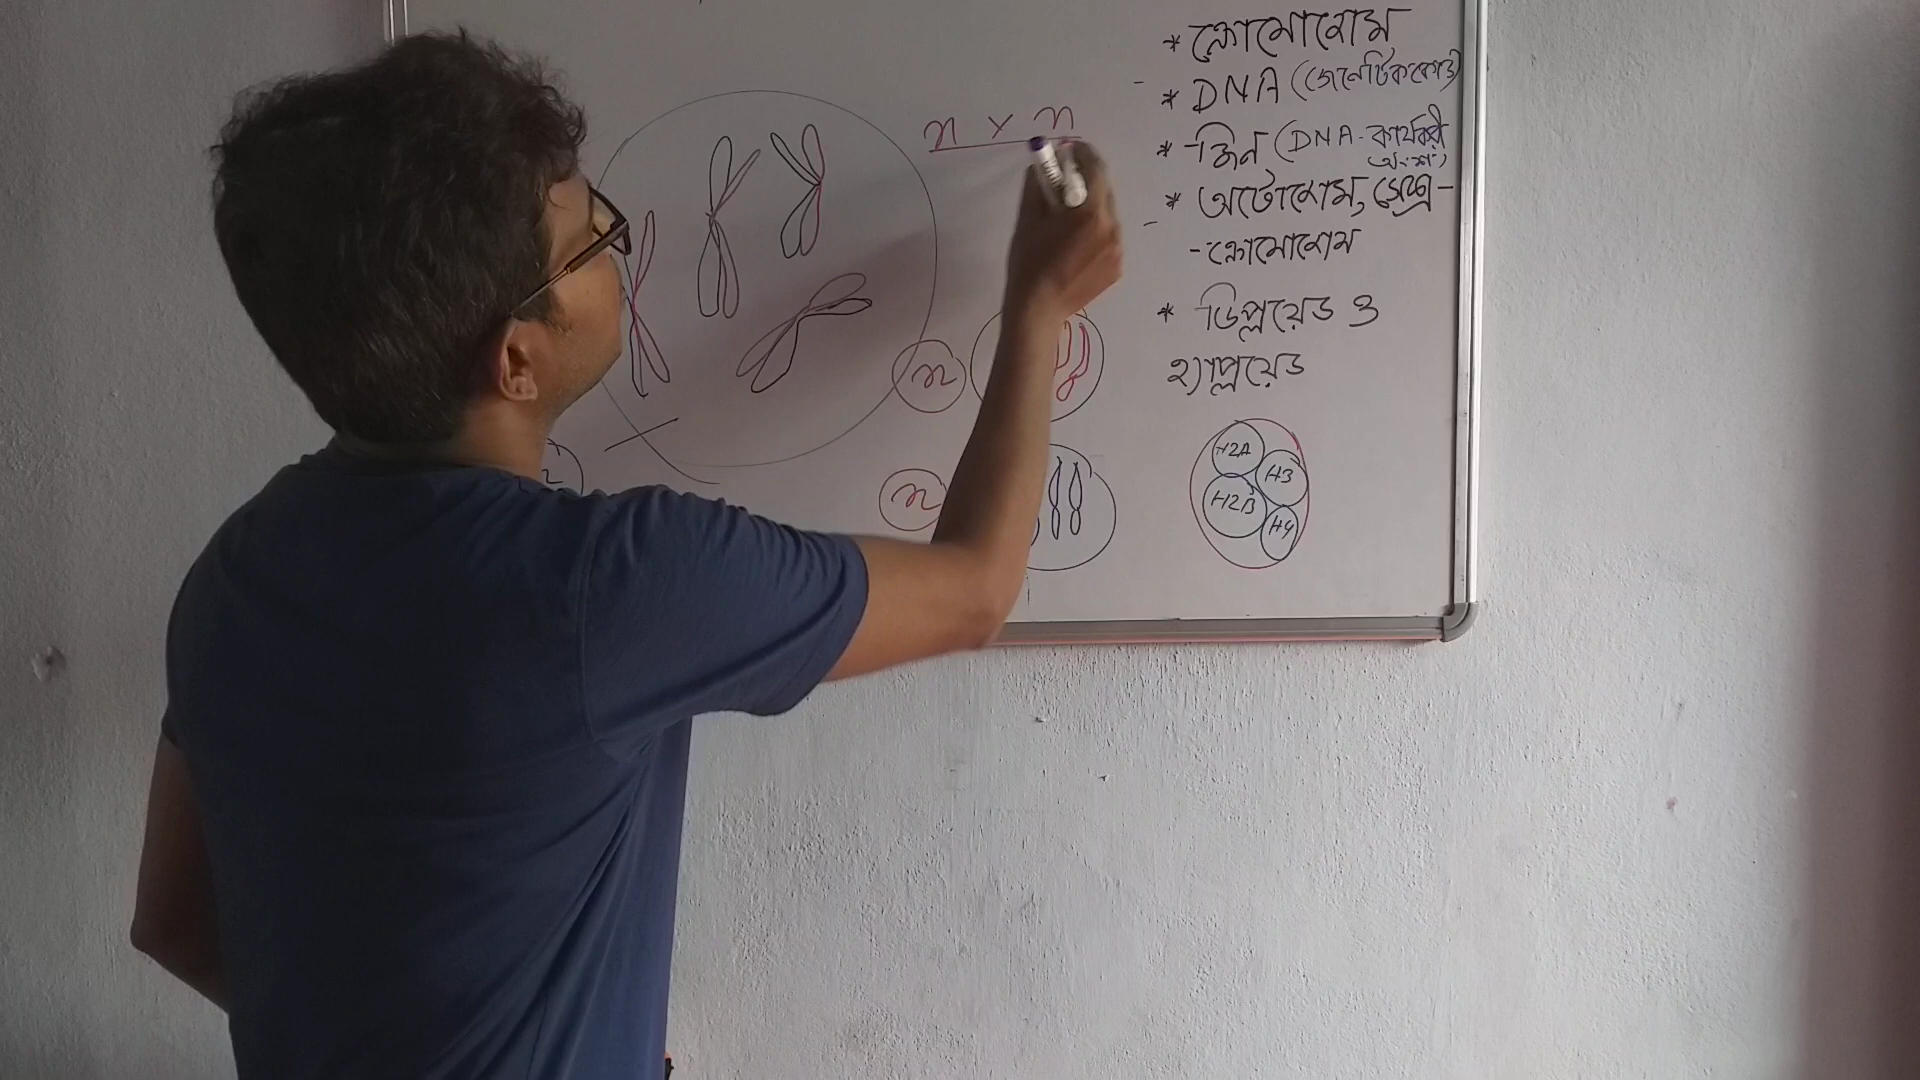 * ক্রোমোসোম
* DNA (জেনেটিক কোড)
* জিন (DNA-কার্যকরী
অংশ)
* অটোসোম, সেক্স-
-ক্রোমোসোম
* ডিপ্লয়েড ও
হ্যাপ্লয়েড
n x n
n
n
H2A
H3
H2B
H4